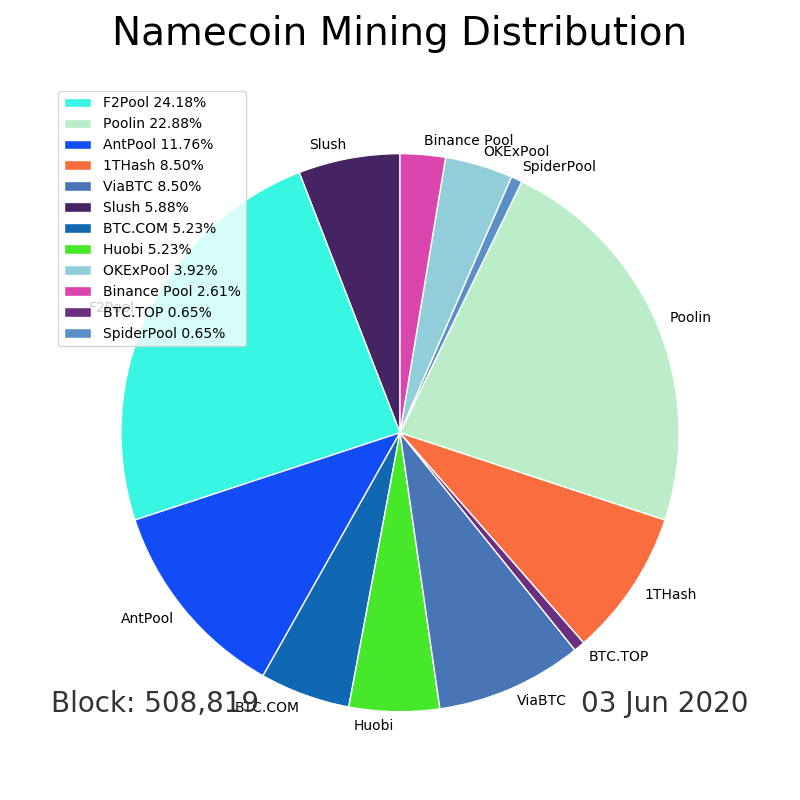 Namecoin Mining Distribution
F2Pool 24.18%
Poolin 22.88%
AntPool 11.76%
1THash 8.50%
ViaBTC 8.50%
Slush 5.88%
BTC.COM 5.23%
Huobi 5.23%
OKExPool 3.92%
Binance Pool 2.61%
BTC.TOP 0.65%
SpiderPool 0.65%
Slush
Binance Pool
OKExPool
SpiderPool
F2Pool
Poolin
1THash
AntPool
BTC.TOP
ViaBTC
BTC.COM
Huobi
Block: 508,819
03 Jun 2020